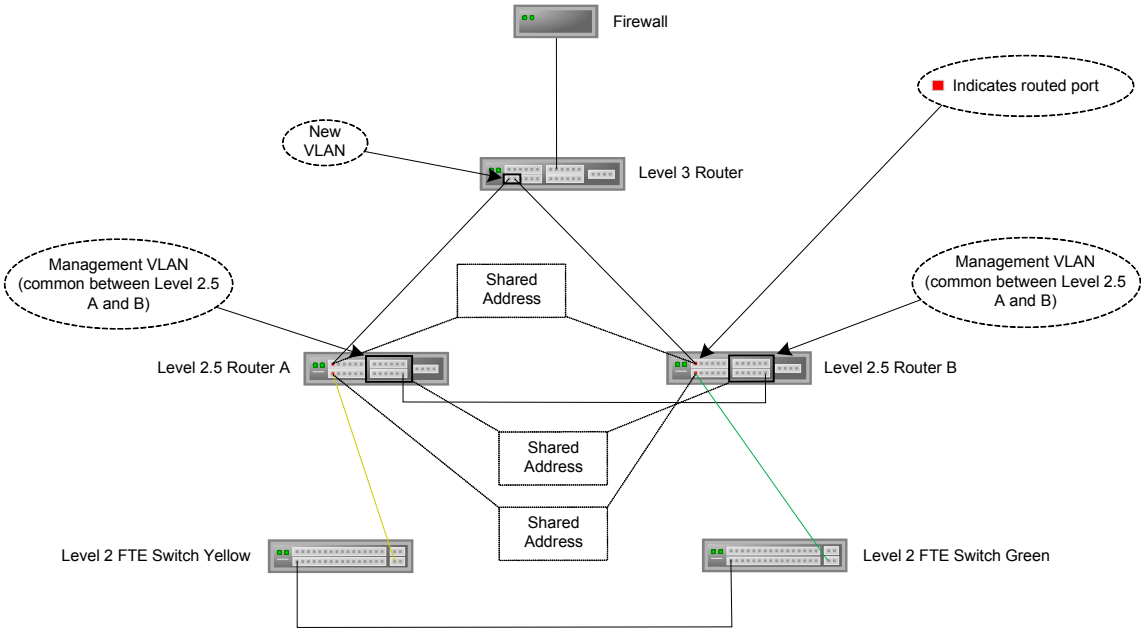 Firewall
Indicates routed port
New
VLAN
Level 3 Router
Management VLAN
(common between Level 2.5
A and B)
Shared
Address
Management VLAN
(common between Level 2.5
A and B)
Level 2.5 Router A
Level 2.5 Router B
Shared
Address
Shared
Address
Level 2 FTE Switch Yellow
Level 2 FTE Switch Green